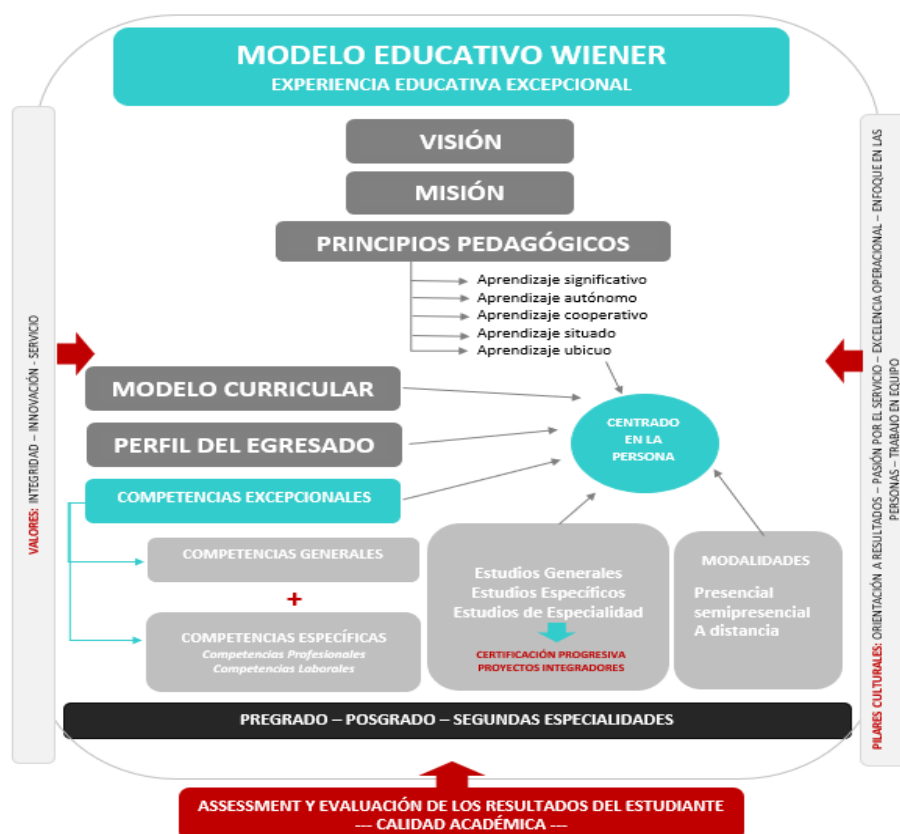 MODELO EDUCATIVO WIENER
EXPERIENCIA EDUCATIVA EXCEPCIONAL
VISIÓN
MISIÓN
PRINCIPIOS PEDAGÓGICOS
Aprendizaje significativo
Aprendizaje autónomo
Aprendizaje cooperativo
Aprendizaje situado
Aprendizaje ubicuo
VALORES: INTEGRIDAD – INNOVACIÓN - SERVICIO
MODELO CURRICULAR
PERFIL DEL EGRESADO
COMPETENCIAS EXCEPCIONALES
CENTRADO
EN LA
PERSONA
COMPETENCIAS GENERALES
+
COMPETENCIAS ESPECÍFICAS
Competencias Profesionales
Competencias Laborales
Estudios Generales
Estudios Específicos
Estudios de Especialidad
CERTIFICACIÓN PROGRESIVA
PROYECTOS INTEGRADORES
MODALIDADES
Presencial
semipresencial
A distancia
PILARES CULTURALES: ORIENTACIÓN A RESULTADOS – PASIÓN POR EL SERVICIO – EXCELENCIA OPERACIONAL – ENFOQUE EN LAS
PERSONAS – TRABAJO EN EQUIPO
PREGRADO – POSGRADO – SEGUNDAS ESPECIALIDADES
ASSESSMENT Y EVALUACIÓN DE LOS RESULTADOS DEL ESTUDIANTE
--- CALIDAD ACADÉMICA ---